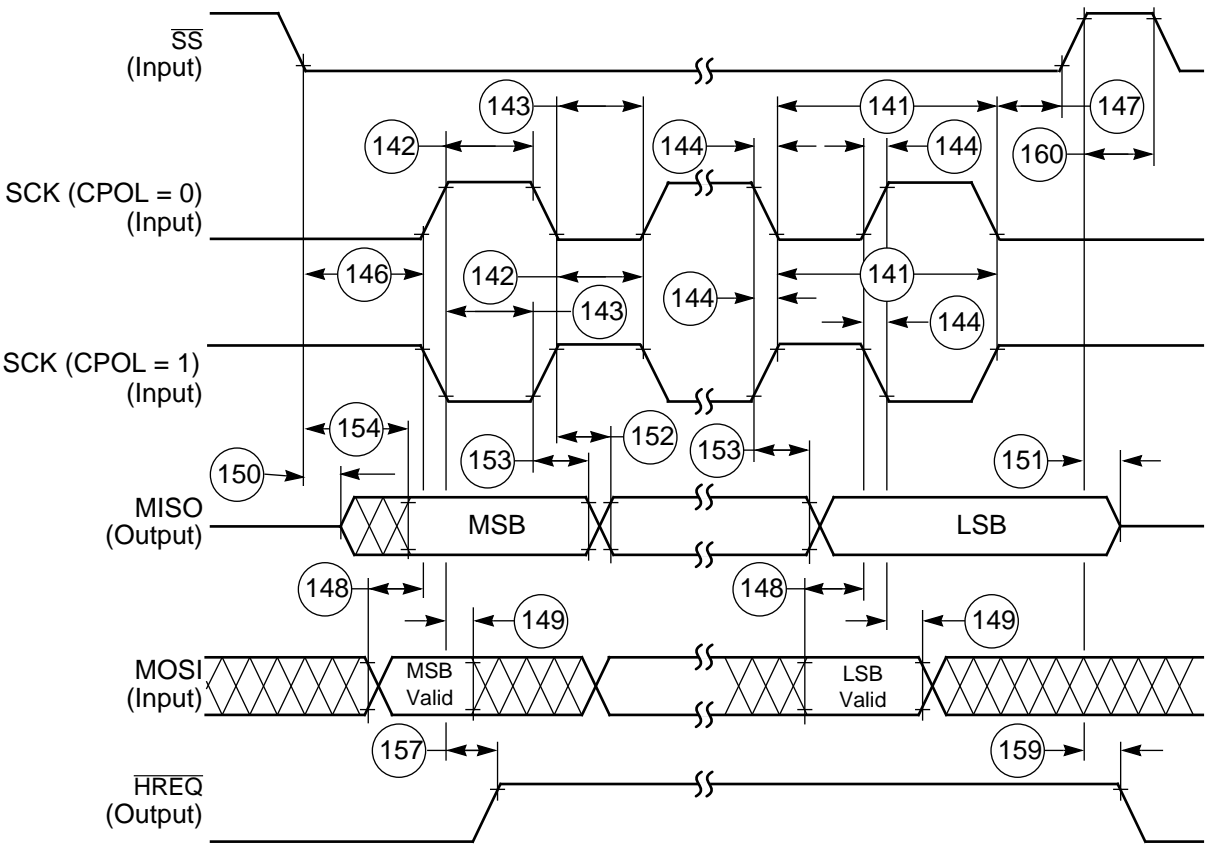 SS
(Input)
143
141
147
142
144
144
160
SCK (CPOL = 0)
(Input)
146
142
141
143
144
144
SCK (CPOL = 1)
(Input)
154
152
153
153
150
151
MISO
(Output)
MSB
LSB
148
148
149
149
MOSI
(Input)
MSB
Valid
LSB
Valid
157
159
HREQ
(Output)